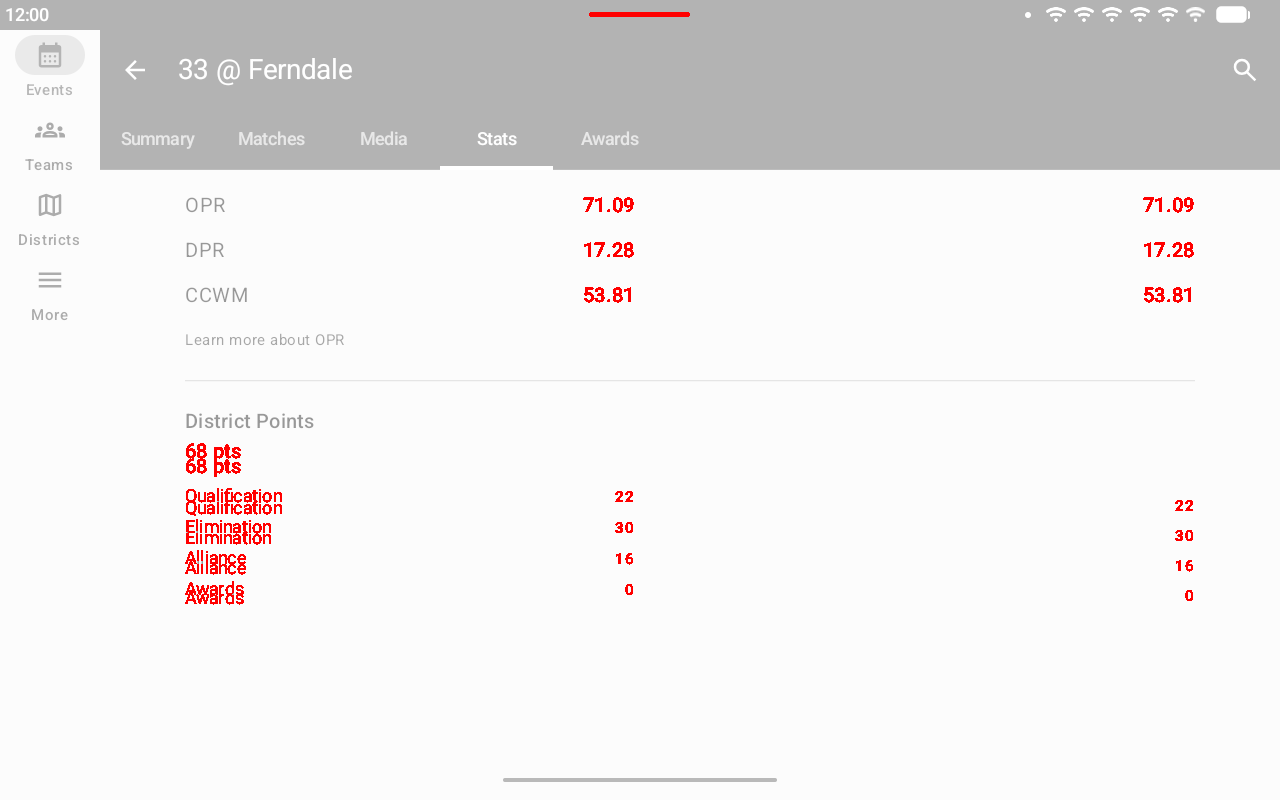 12:00
33 @ Ferndale
Events
Teams
Districts
More
Summary Matches Media Stats Awards
OPR 71.09 71.09
DPR 17.28 17.28
CCWM 53.81 53.81
Learn more about OPR
District Points
68 pts
68 pts
Qualification 22
Qualification 22
Elimination 30
Elimination 30
Alliance 16
Alliance 16
Awards 0
Awards 0